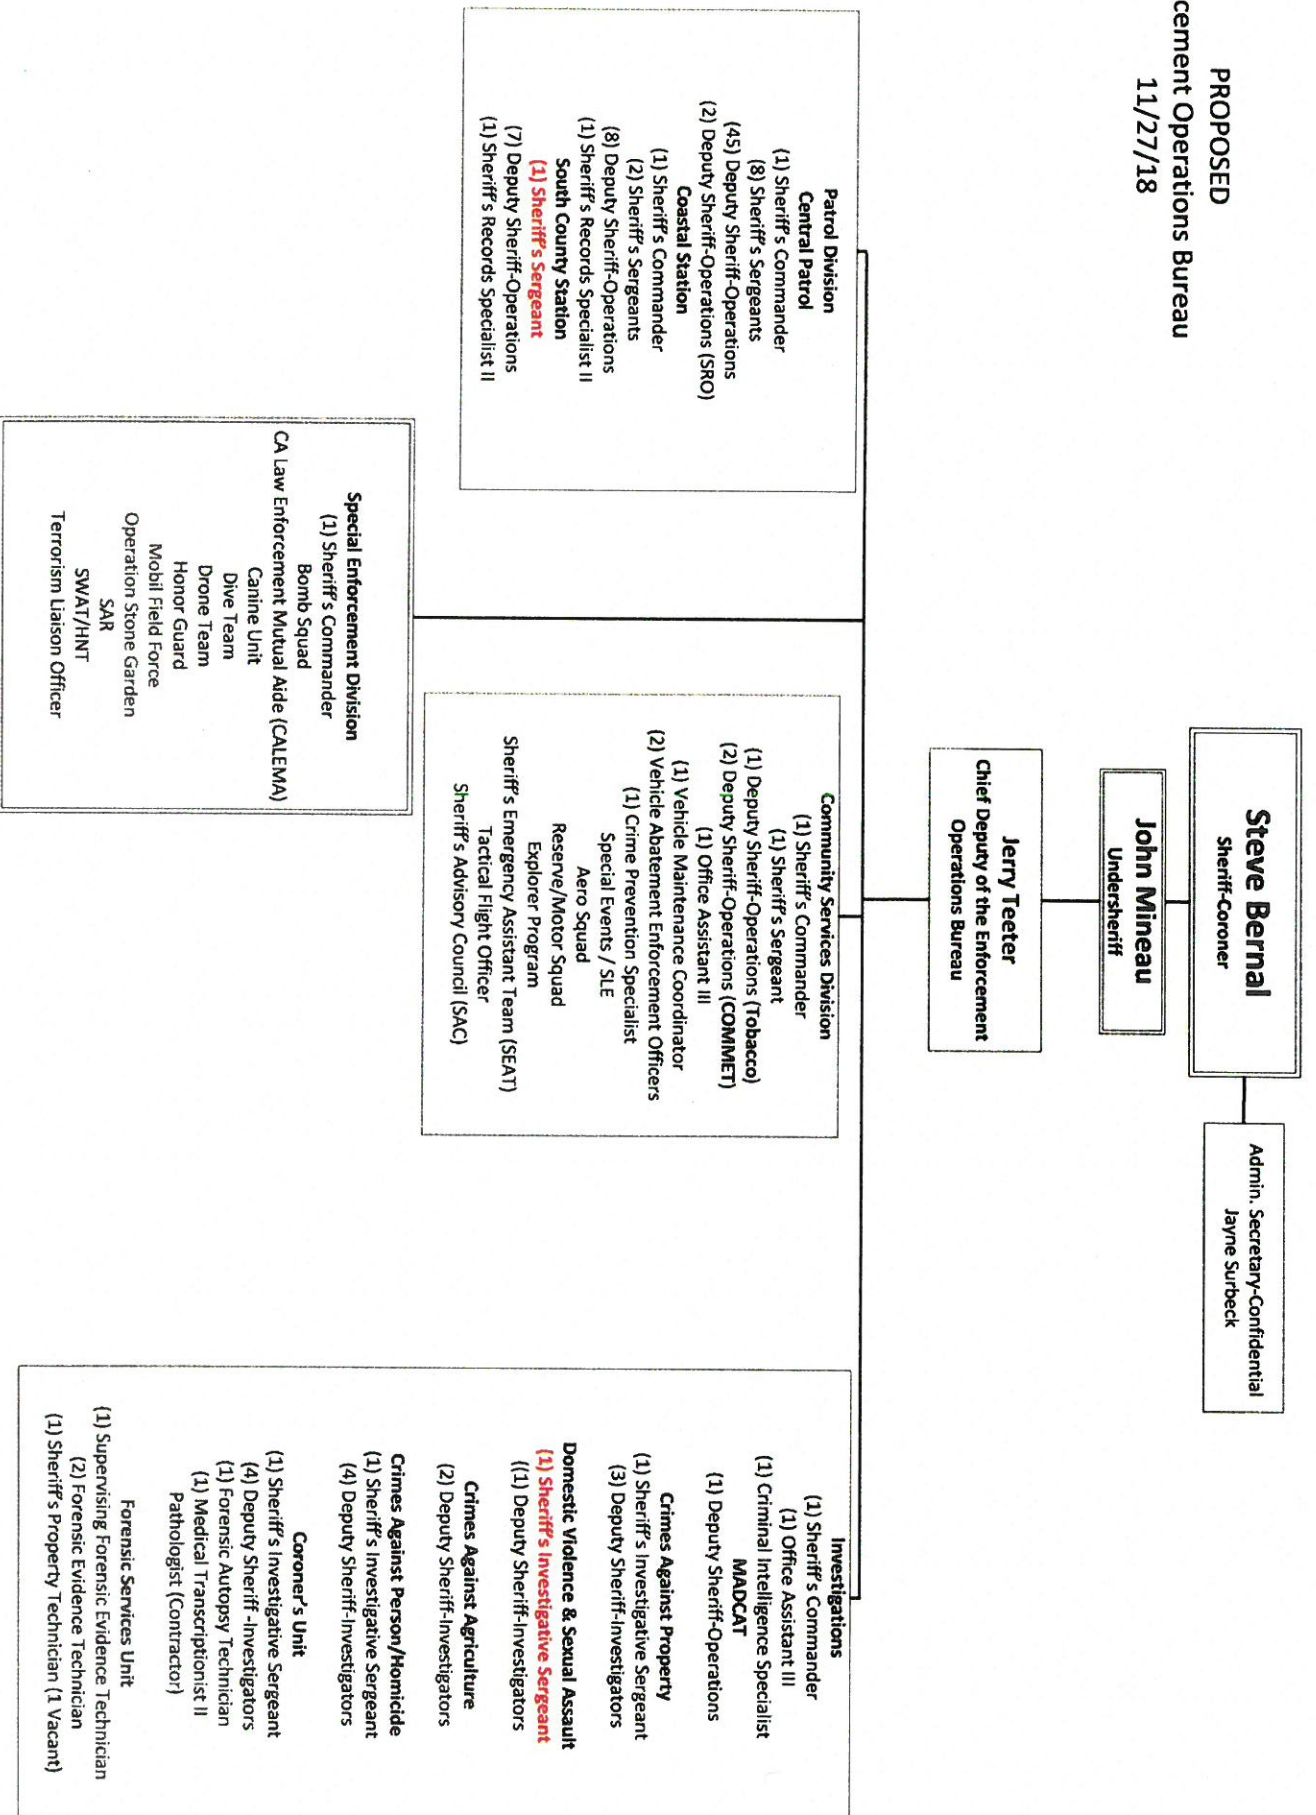 PROPOSED
cement Operations Bureau
11/27/18
Steve Bernal
Sheriff-Coroner
Admin. Secretary-Confidential
Jayne Surbeck
John Mineau
Undersheriff
Jerry Teeter
Chief Deputy of the Enforcement
Operations Bureau
Patrol Division
Central Patrol
(1) Sheriff's Commander
(8) Sheriff's Sergeants
(45) Deputy Sheriff-Operations
(2) Deputy Sheriff-Operations (SRO)
Coastal Station
(1) Sheriff's Commander
(2) Sheriff's Sergeants
(8) Deputy Sheriff-Operations
(1) Sheriff's Records Specialist II
South County Station
(1) Sheriff's Sergeant
(7) Deputy Sheriff-Operations
(1) Sheriff's Records Specialist II
Special Enforcement Division
(1) Sheriff's Commander
Bomb Squad
CA Law Enforcement Mutual Aide (CALEMA)
Canine Unit
Dive Team
Drone Team
Honor Guard
Mobil Field Force
Operation Stone Garden
SAR
SWAT/HNT
Terrorism Liaison Officer
Community Services Division
(1) Sheriff's Commander
(1) Sheriff's Sergeant
(1) Deputy Sheriff-Operations (Tobacco)
(2) Deputy Sheriff-Operations (COMMET)
(1) Office Assistant III
(1) Vehicle Maintenance Coordinator
(2) Vehicle Abatement Enforcement Officers
(1) Crime Prevention Specialist
Special Events / SLE
Aero Squad
Reserve/Motor Squad
Explorer Program
Sheriff's Emergency Assistant Team (SEAT)
Tactical Flight Officer
Sheriff's Advisory Council (SAC)
Investigations
(1) Sheriff's Commander
(1) Office Assistant III
(1) Criminal Intelligence Specialist
MADCAT
(1) Deputy Sheriff-Operations
Crimes Against Property
(1) Sheriff's Investigative Sergeant
(3) Deputy Sheriff-Investigators
Domestic Violence & Sexual Assault
(1) Sheriff's Investigative Sergeant
((1) Deputy Sheriff-Investigators
Crimes Against Agriculture
(2) Deputy Sheriff-Investigators
Crimes Against Person/Homicide
(1) Sheriff's Investigative Sergeant
(4) Deputy Sheriff-Investigators
Coroner's Unit
(1) Sheriff's Investigative Sergeant
(4) Deputy Sheriff -Investigators
(1) Forensic Autopsy Technician
(1) Medical Transcriptionist II
Pathologist (Contractor)
Forensic Services Unit
(1) Supervising Forensic Evidence Technician
(2) Forensic Evidence Technician
(1) Sheriff's Property Technician (1 Vacant)